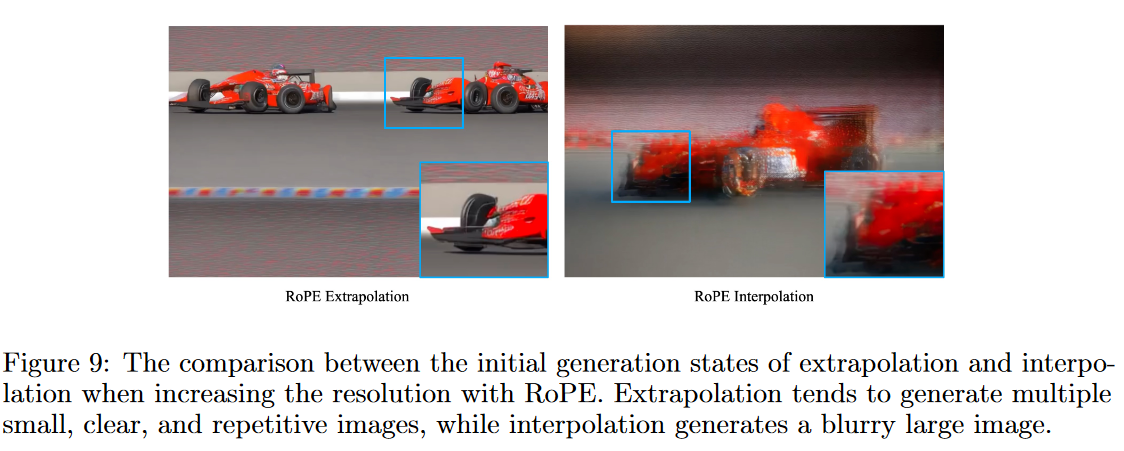 RoPE Extrapolation
RoPE Interpolation
Figure 9: The comparison between the initial generation states of extrapolation and interpo-
lation when increasing the resolution with RoPE. Extrapolation tends to generate multiple
small, clear, and repetitive images, while interpolation generates a blurry large image.